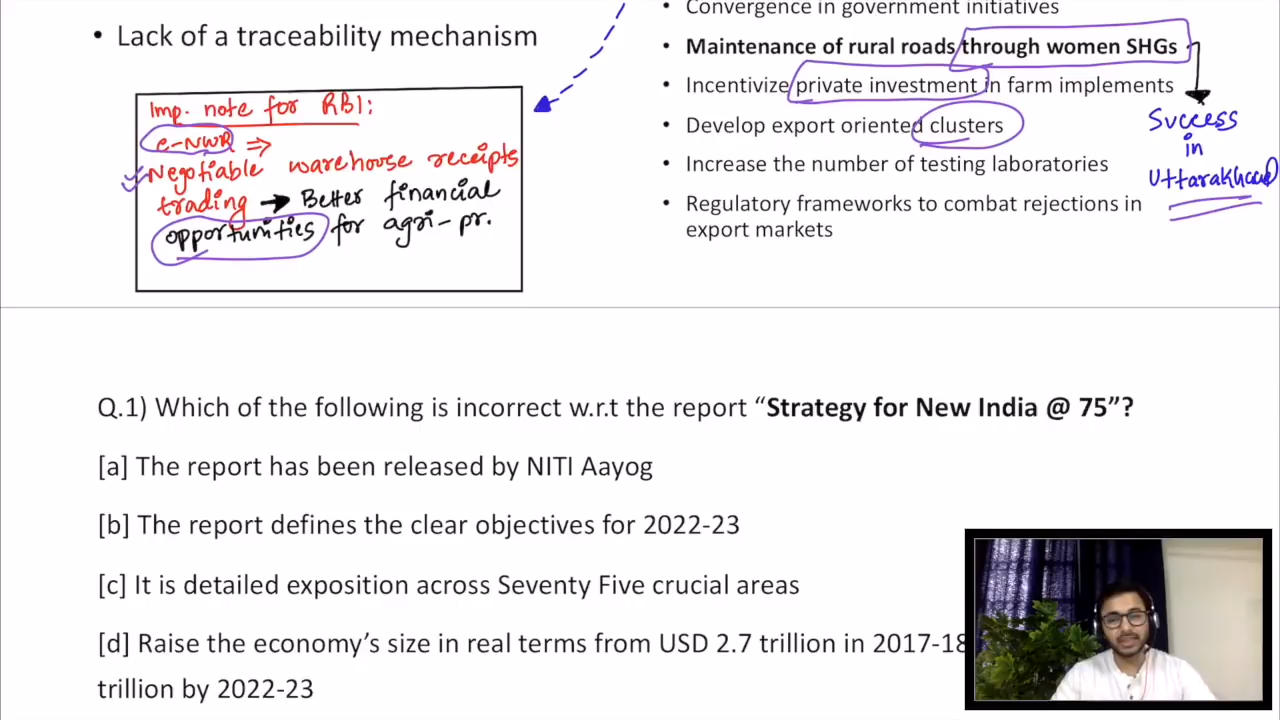 Convergence in government initiatives
• Lack of a traceability mechanism
• Maintenance of rural roads through women SHGs
• Incentivize private investment in farm implements
• Develop export oriented clusters
• Increase the number of testing laboratories
• Regulatory frameworks to combat rejections in
export markets
Success
in
Uttarakhand
Imp. note for RBI:
e-NWR ⇒
Negotiable warehouse receipts
trading → Better financial
opportunities for agri-pr.
Q.1) Which of the following is incorrect w.r.t the report “Strategy for New India @ 75”?
[a] The report has been released by NITI Aayog
[b] The report defines the clear objectives for 2022-23
[c] It is detailed exposition across Seventy Five crucial areas
[d] Raise the economy’s size in real terms from USD 2.7 trillion in 2017-18
trillion by 2022-23